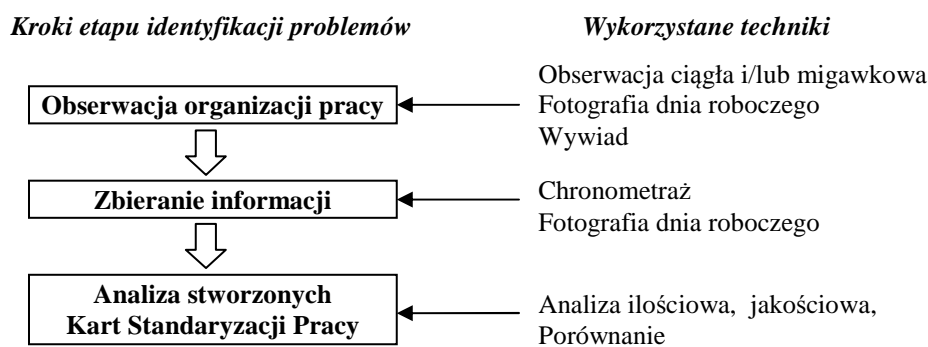 Kroki etapu identyfikacji problemów
Wykorzystane techniki
Obserwacja organizacji pracy
Obserwacja ciągła i/lub migawkowa
Fotografia dnia roboczego
Wywiad
Zbieranie informacji
Chronometraż
Fotografia dnia roboczego
Analiza stworzonych
Kart Standaryzacji Pracy
Analiza ilościowa, jakościowa,
Porównanie